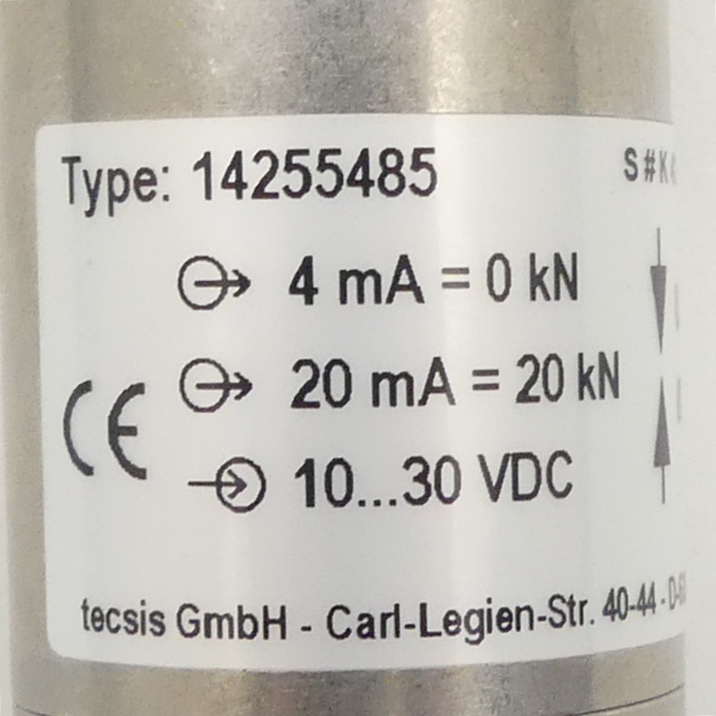 Type: 14255485 S#K
4 mA = 0 kN
20 mA = 20 kN
CE
10...30 VDC
tecsis GmbH - Carl-Legien-Str. 40-44 -